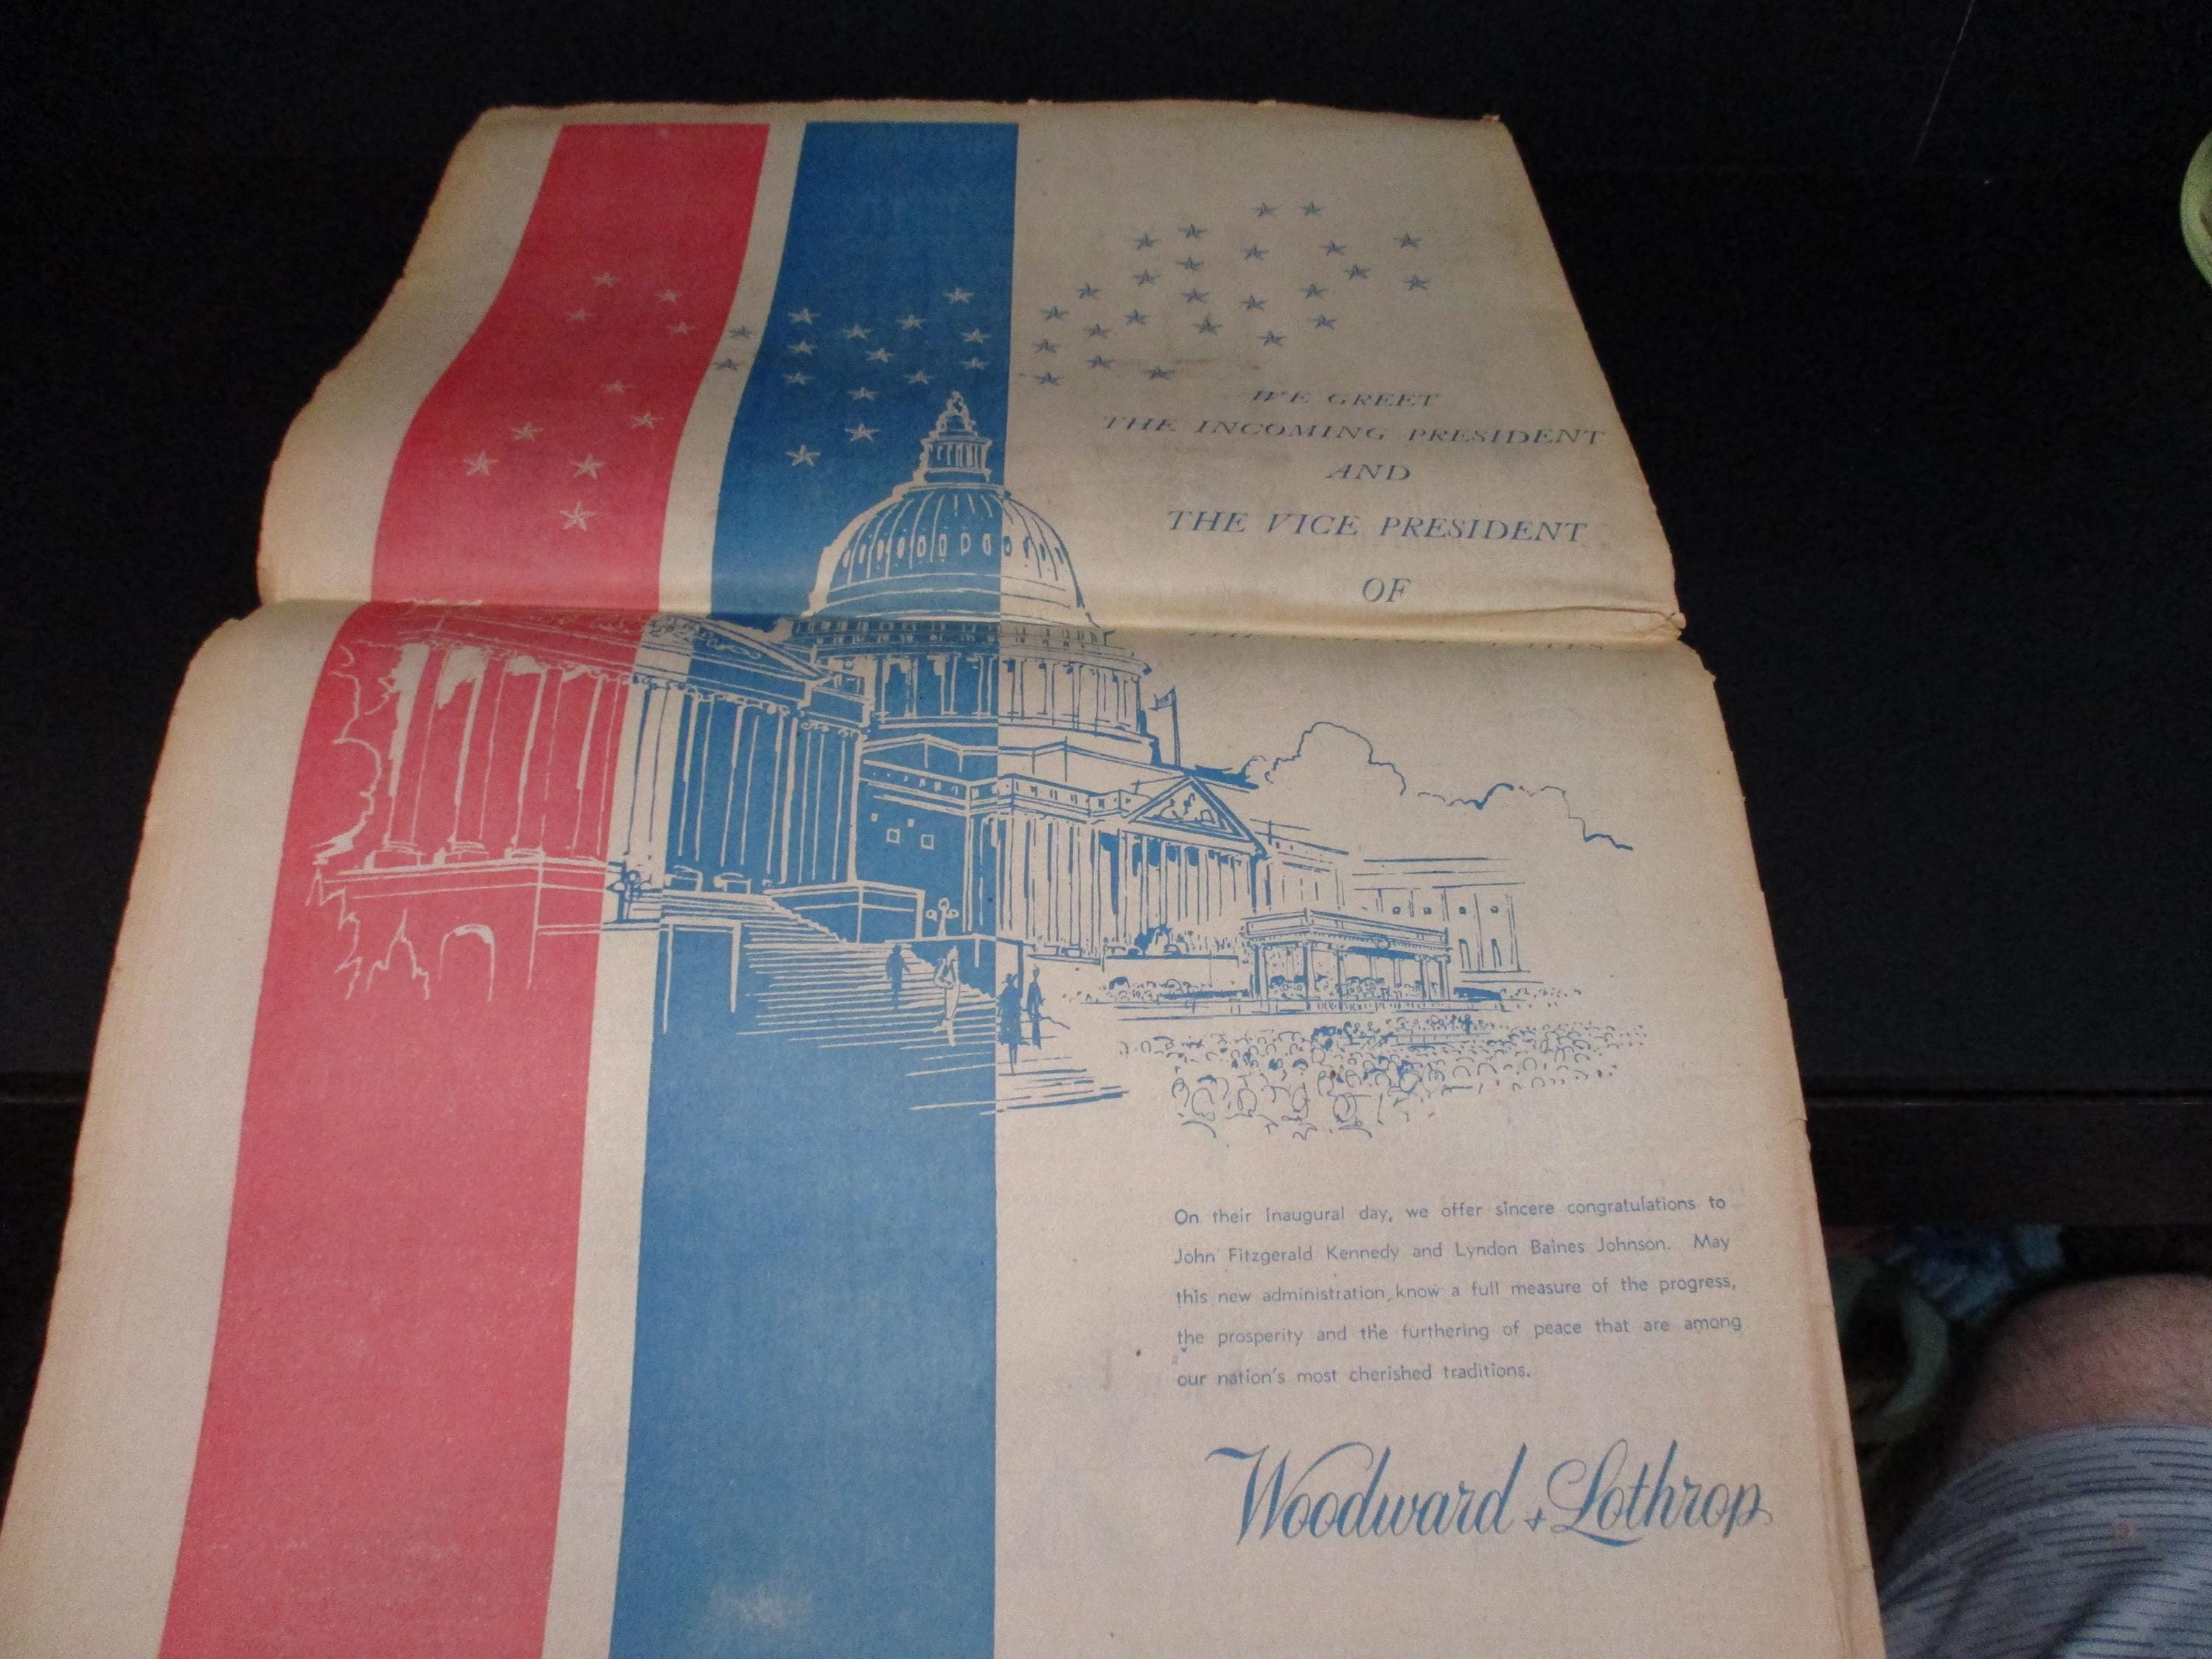 WE GREET
THE INCOMING PRESIDENT
AND
THE VICE PRESIDENT
OF
On their Inaugural day, we offer sincere congratulations to
John Fitzgerald Kennedy and Lyndon Baines Johnson. May
this new administration know a full measure of the progress,
the prosperity and the furthering of peace that are among
our nation's most cherished traditions.
Woodward & Lothrop